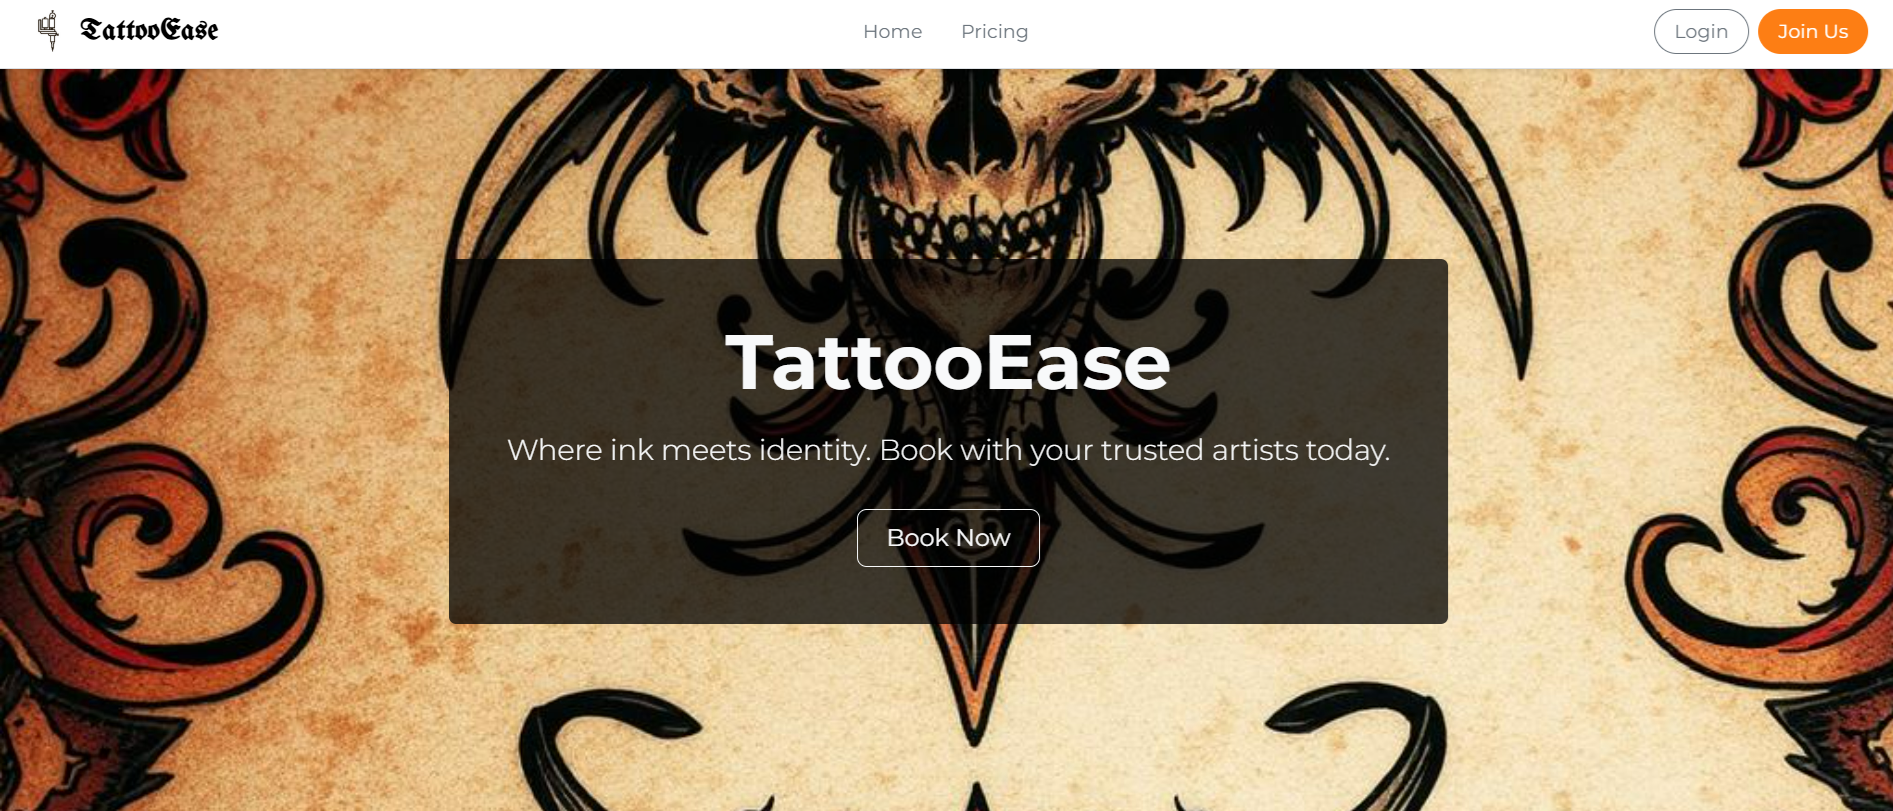 TattooEase
Home
Pricing
Login
Join Us
TattooEase
Where ink meets identity. Book with your trusted artists today.
Book Now